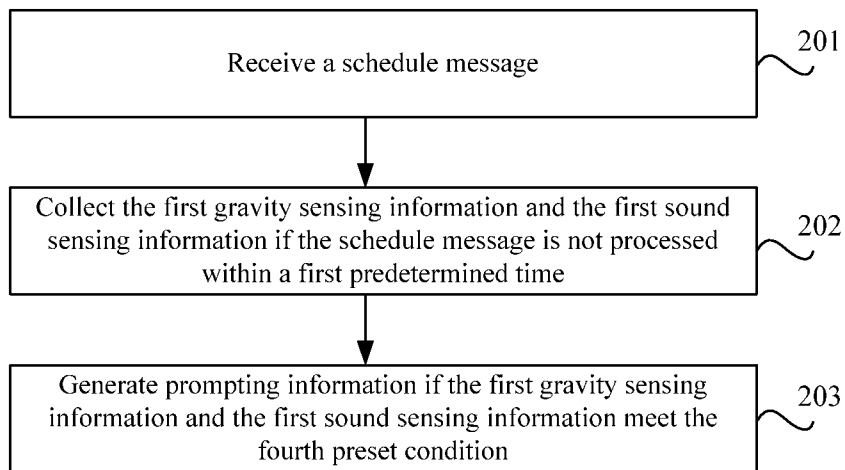 Receive a schedule message
201
Collect the first gravity sensing information and the first sound
sensing information if the schedule message is not processed
within a first predetermined time
202
Generate prompting information if the first gravity sensing
information and the first sound sensing information meet the
fourth preset condition
203